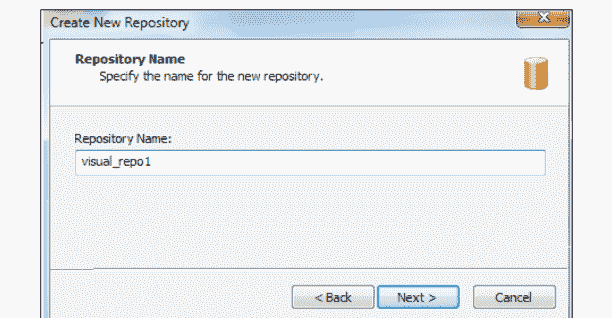 Create New Repository
Repository Name
Specify the name for the new repository.
Repository Name:
visual_repo1
< Back Next > Cancel